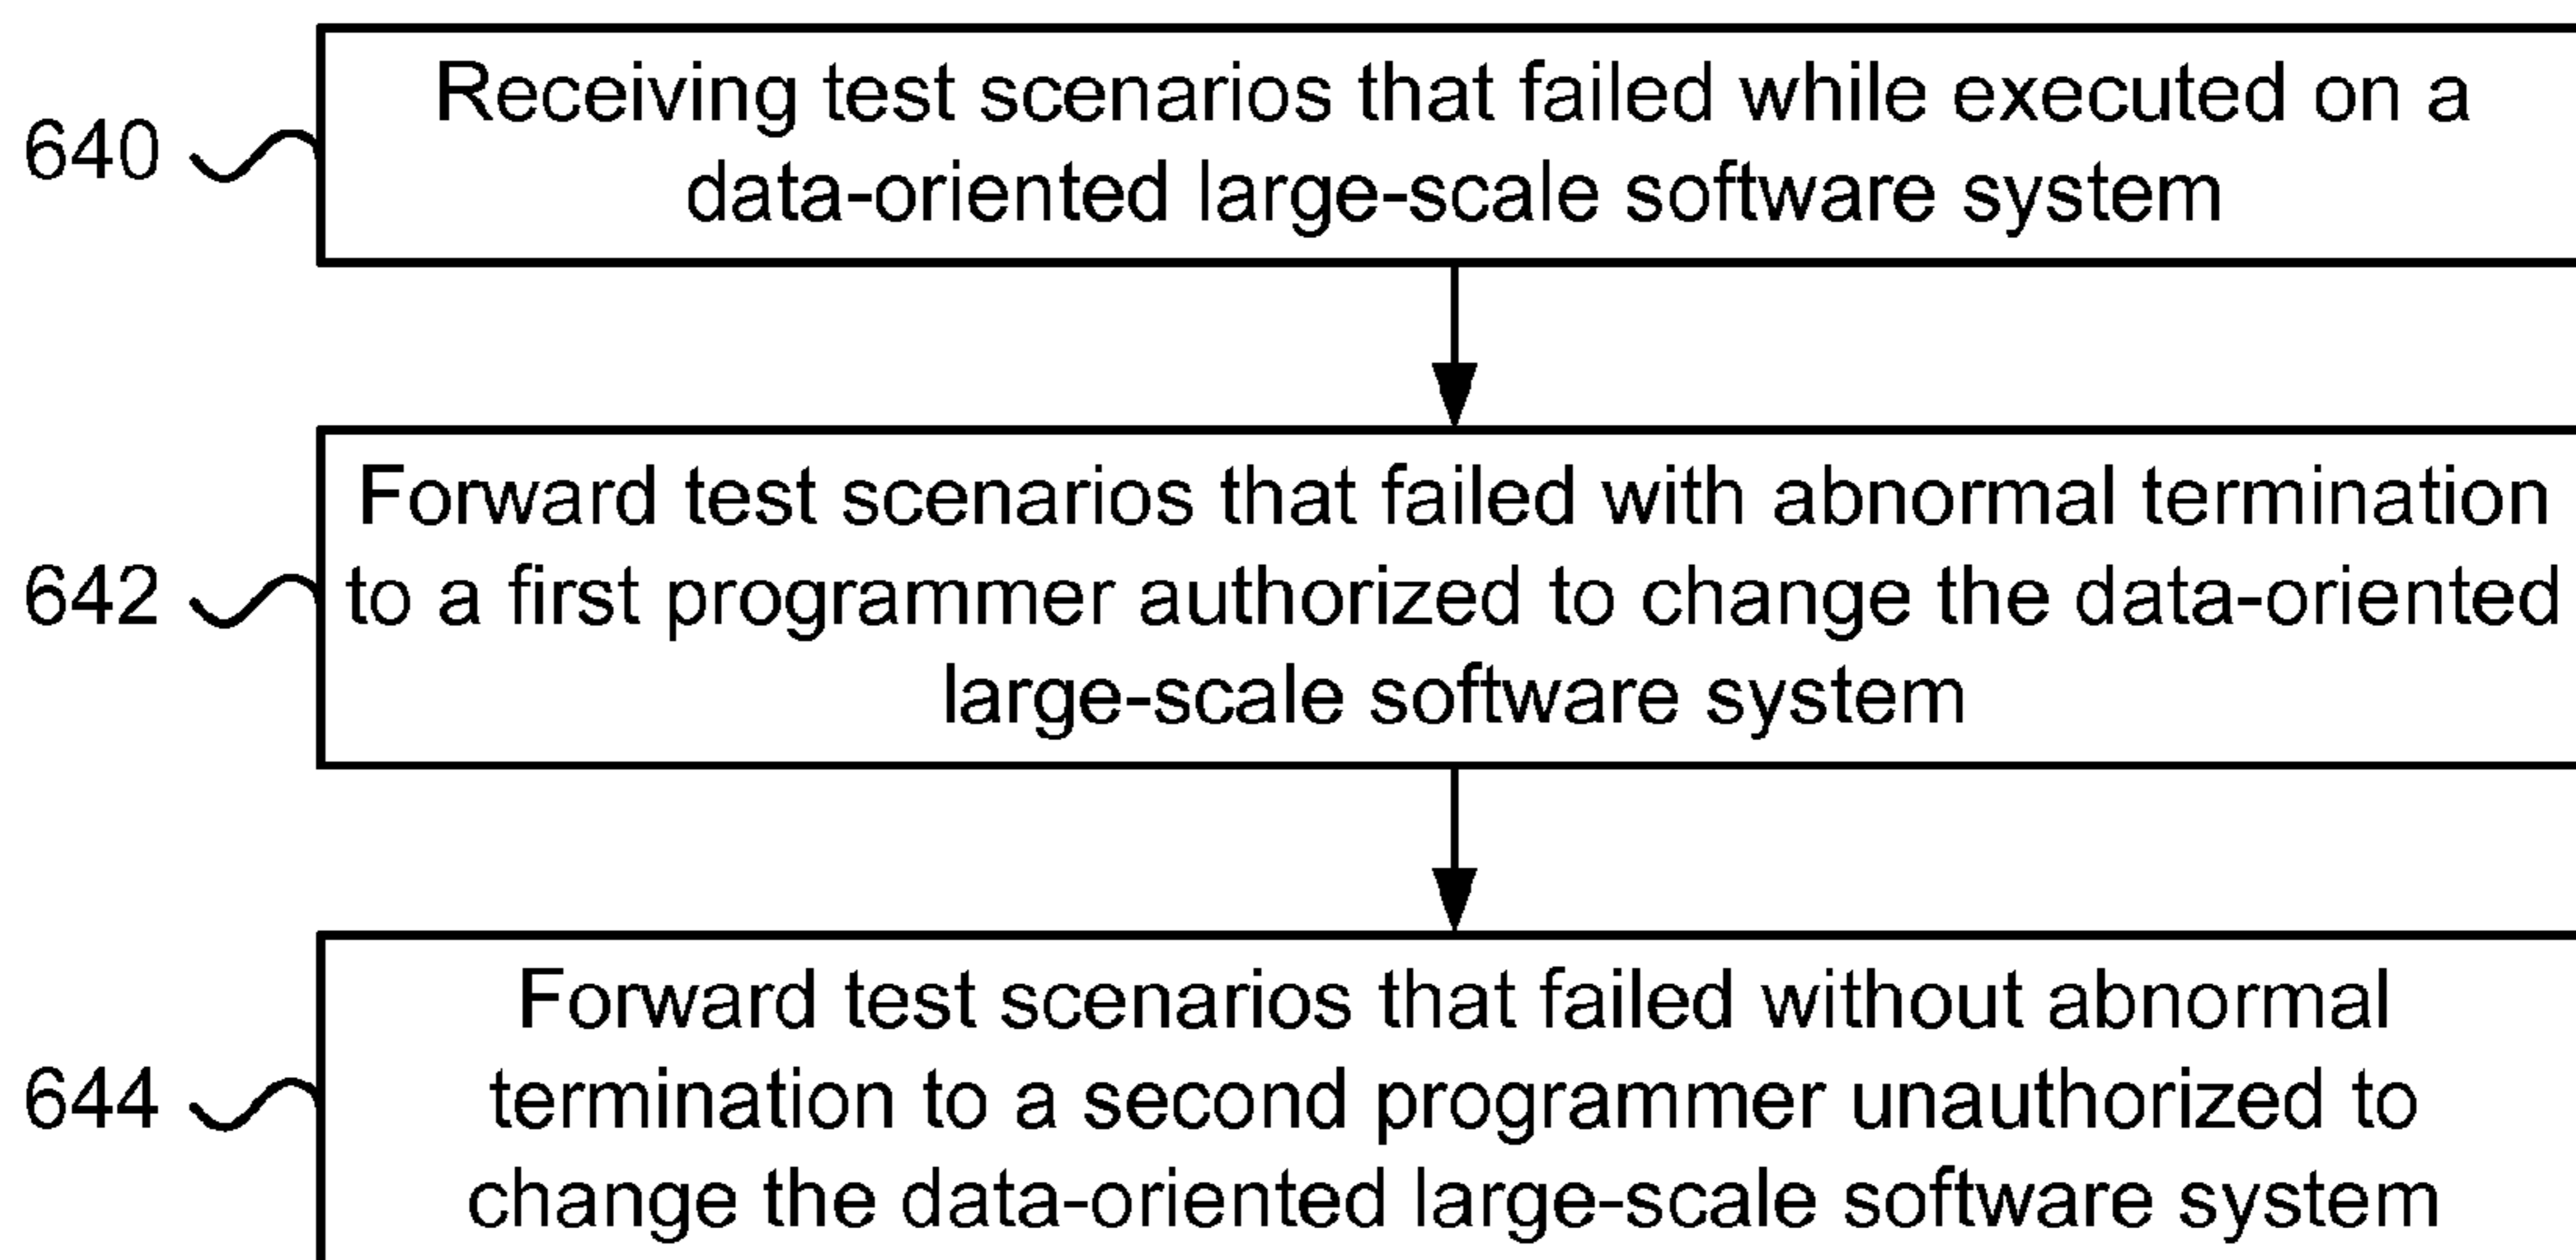 640
Receiving test scenarios that failed while executed on a
data-oriented large-scale software system
642
Forward test scenarios that failed with abnormal termination
to a first programmer authorized to change the data-oriented
large-scale software system
644
Forward test scenarios that failed without abnormal
termination to a second programmer unauthorized to
change the data-oriented large-scale software system